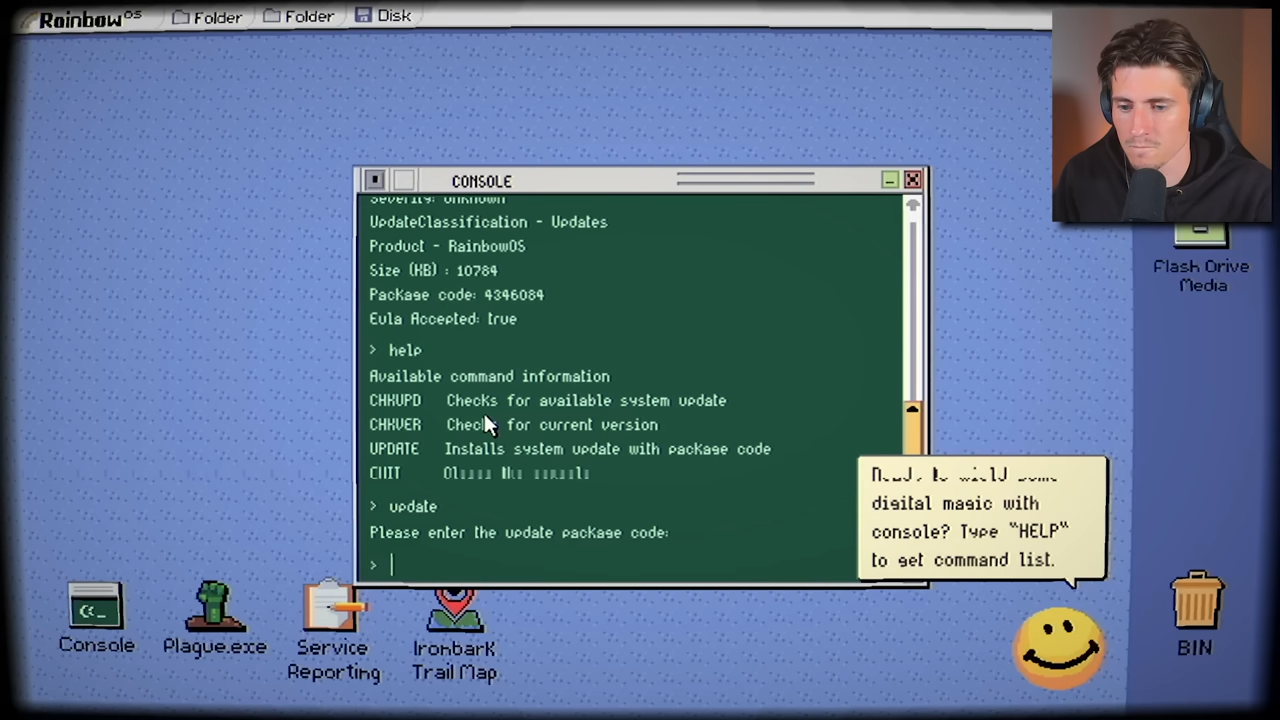 RainbowOS
Folder
Folder
Disk
CONSOLE
Severity: Unknown
UpdateClassification - Updates
Product - RainbowOS
Size (KB) : 10784
Package code: 4346084
Eula Accepted: true
> help
Available command information
CHKUPD Checks for available system update
CHKVER Checks for current version
UPDATE Installs system update with package code
> update
Please enter the update package code:
>
digital magic with
console? Type "HELP"
to get command list.
Flash Drive
Media
Console
Plague.exe
Service
Reporting
Ironbark
Trail Map
BIN